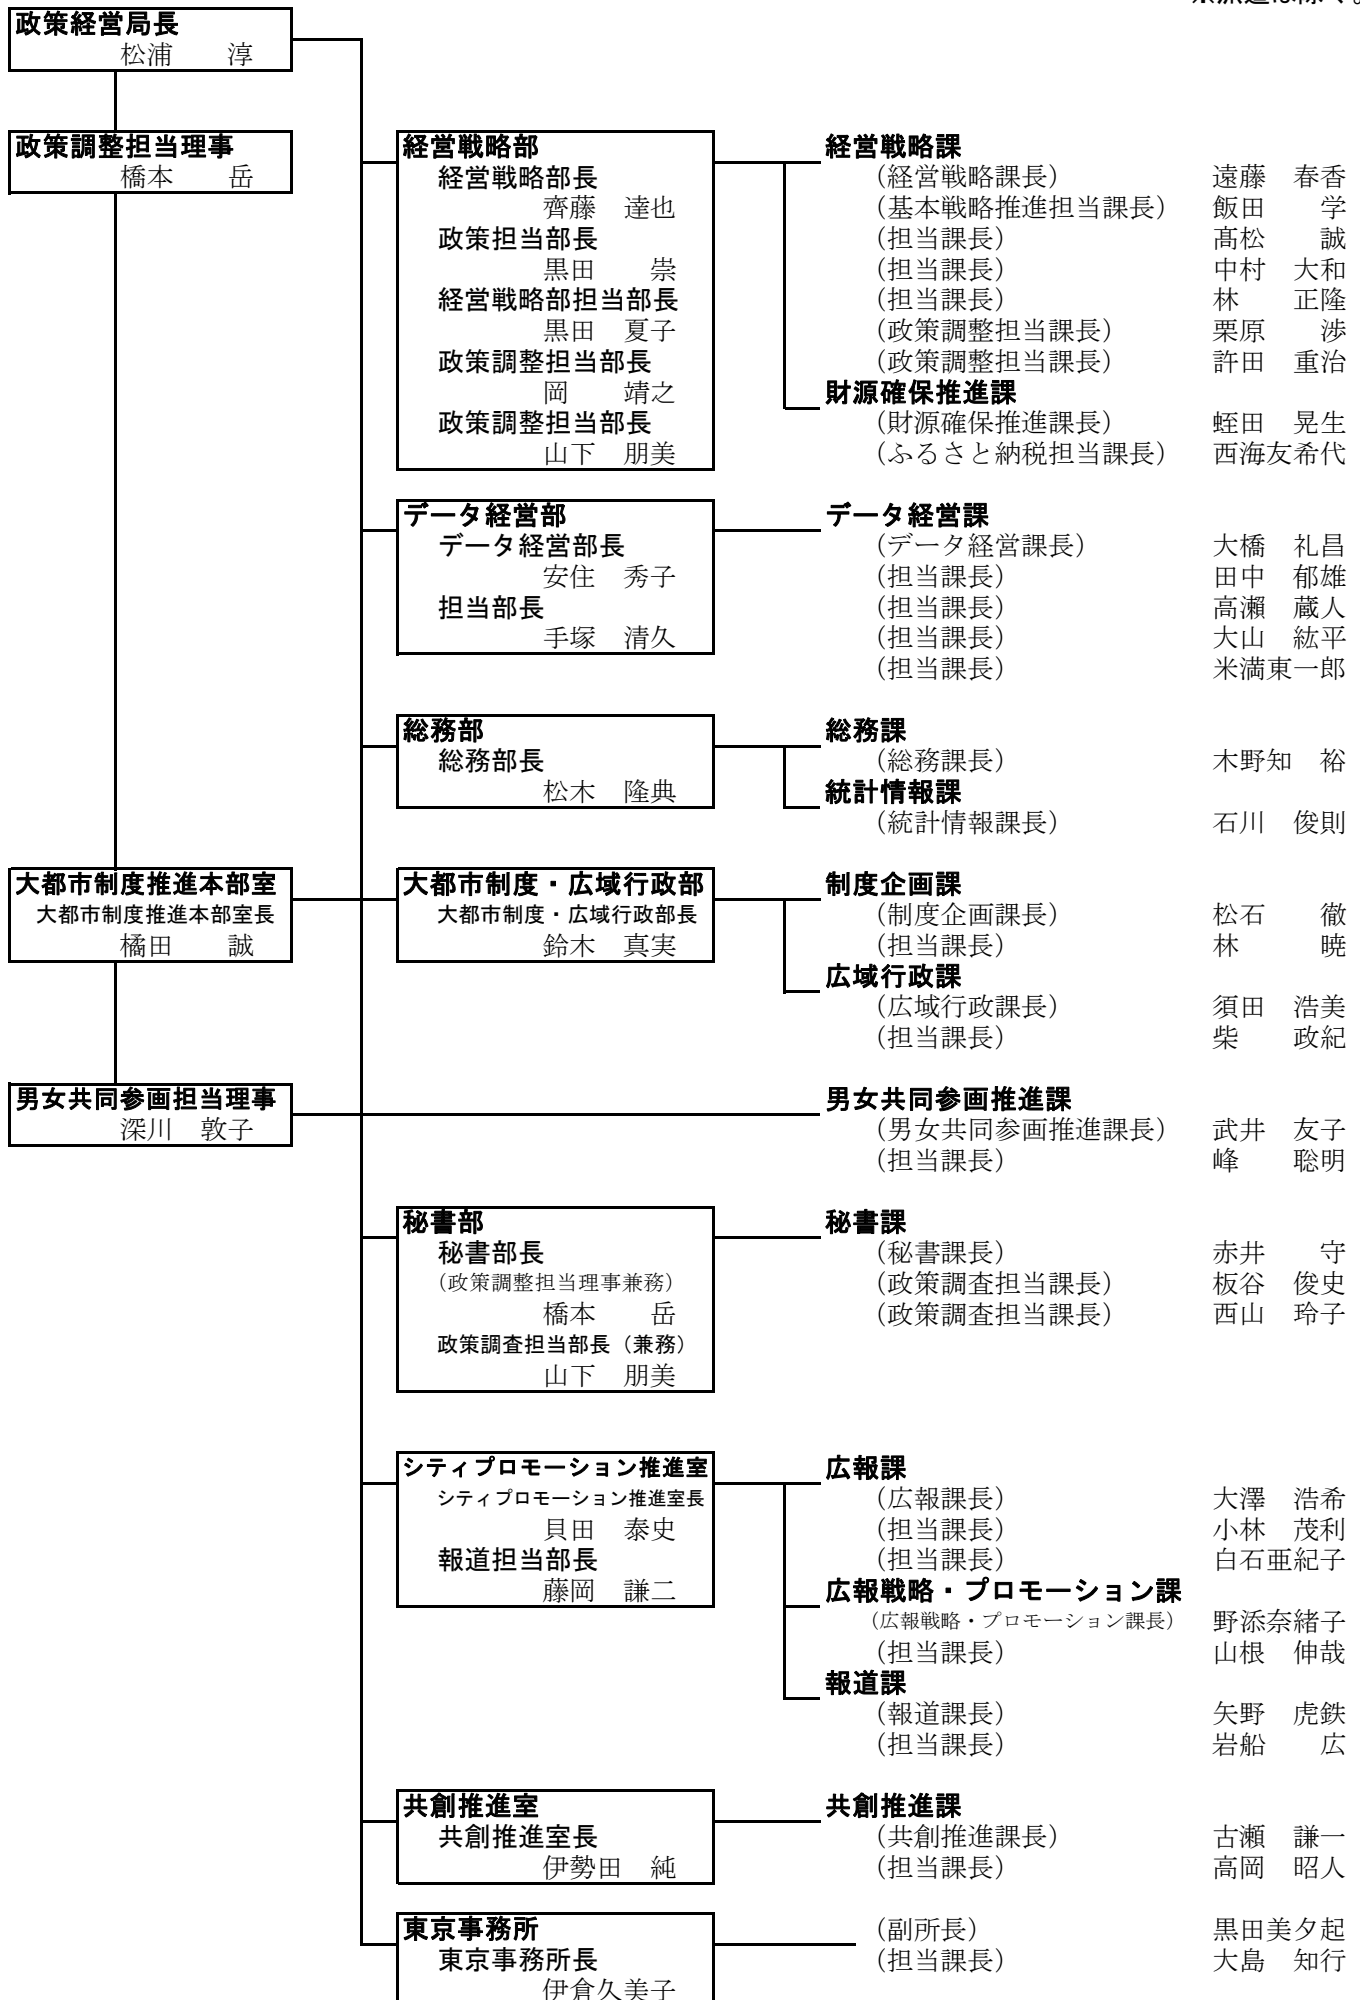 政策経営局長
松浦　淳
政策調整担当理事
橋本　岳
経営戦略部
経営戦略部長
齊藤　達也
政策担当部長
黒田　崇
経営戦略部担当部長
黒田　夏子
政策調整担当部長
岡　靖之
政策調整担当部長
山下　朋美
経営戦略課
（経営戦略課長）　遠藤　春香
（基本戦略推進担当課長）　飯田　学
（担当課長）　髙松　誠
（担当課長）　中村　大和
（担当課長）　林　正隆
（政策調整担当課長）　栗原　渉
（政策調整担当課長）　許田　重治
財源確保推進課
（財源確保推進課長）　蛭田　晃生
（ふるさと納税担当課長）　西海友希代
データ経営部
データ経営部長
安住　秀子
担当部長
手塚　清久
データ経営課
（データ経営課長）　大橋　礼昌
（担当課長）　田中　郁雄
（担当課長）　高瀬　蔵人
（担当課長）　大山　紘平
（担当課長）　米満東一郎
総務部
総務部長
松木　隆典
総務課
（総務課長）　木野知　裕
統計情報課
（統計情報課長）　石川　俊則
大都市制度推進本部室
大都市制度推進本部室長
橘田　誠
大都市制度・広域行政部
大都市制度・広域行政部長
鈴木　真実
制度企画課
（制度企画課長）　松石　徹
（担当課長）　林　暁
広域行政課
（広域行政課長）　須田　浩美
（担当課長）　柴　政紀
男女共同参画担当理事
深川　敦子
男女共同参画推進課
（男女共同参画推進課長）　武井　友子
（担当課長）　峰　聡明
秘書部
秘書部長
（政策調整担当理事兼務）
橋本　岳
政策調査担当部長（兼務）
山下　朋美
秘書課
（秘書課長）　赤井　守
（政策調査担当課長）　板谷　俊史
（政策調査担当課長）　西山　玲子
シティプロモーション推進室
シティプロモーション推進室長
貝田　泰史
報道担当部長
藤岡　謙二
広報課
（広報課長）　大澤　浩希
（担当課長）　小林　茂利
（担当課長）　白石亜紀子
広報戦略・プロモーション課
（広報戦略・プロモーション課長）　野添奈緒子
（担当課長）　山根　伸哉
報道課
（報道課長）　矢野　虎鉄
（担当課長）　岩船　広
共創推進室
共創推進室長
伊勢田　純
共創推進課
（共創推進課長）　古瀬　謙一
（担当課長）　高岡　昭人
東京事務所
東京事務所長
伊倉久美子
（副所長）　黒田美夕起
（担当課長）　大島　知行